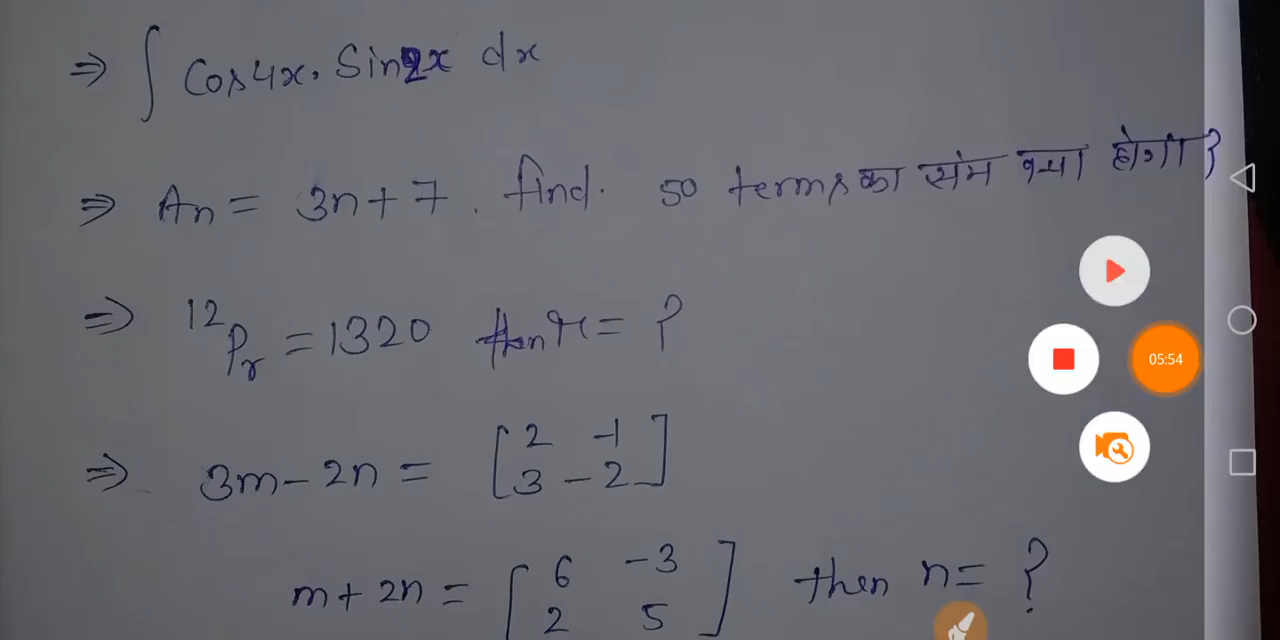 ⇒ ∫ Cos4x. Sin2x dx
⇒ An = 3n+7. find. 50 terms का संम क्या होगा?
⇒ ¹²Pr = 1320 then r = ?
05:54
⇒ 3m - 2n = [2 -1
3 -2]
m + 2n = [6 -3
2 5] then n = ?